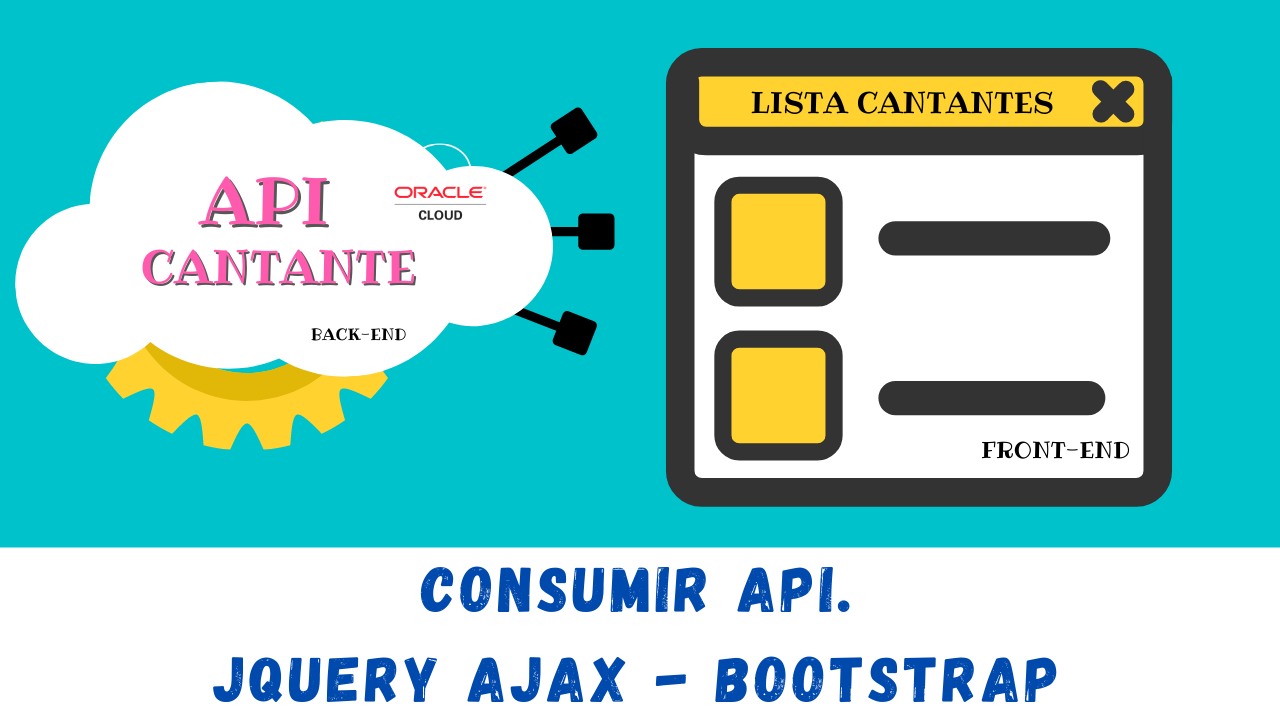 API
CANTANTE
ORACLE
CLOUD
BACK-END
LISTA CANTANTES
FRONT-END
CONSUMIR API.
JQUERY AJAX - BOOTSTRAP